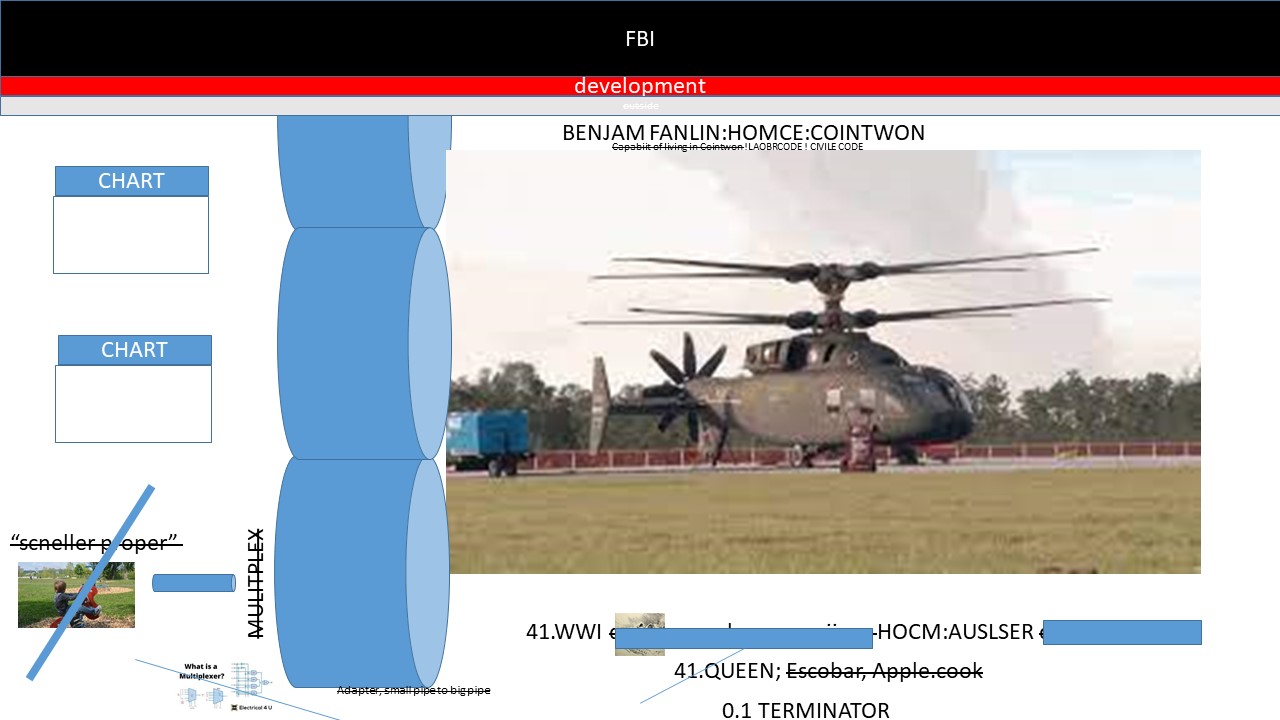 FBI
development
outside
BENJAM FANLIN:HOMCE:COINTWON
Capabiit of living in Cointwon !LAOBRCODE ! CIVILE CODE
CHART
CHART
“scneller proper”
MULITPLEX
What is a
Multiplexer?
Electrical 4 U
Adapter, small pipe to big pipe
41.WWI HOCM:AUSLSER
41.QUEEN; Escobar, Apple.cook
0.1 TERMINATOR